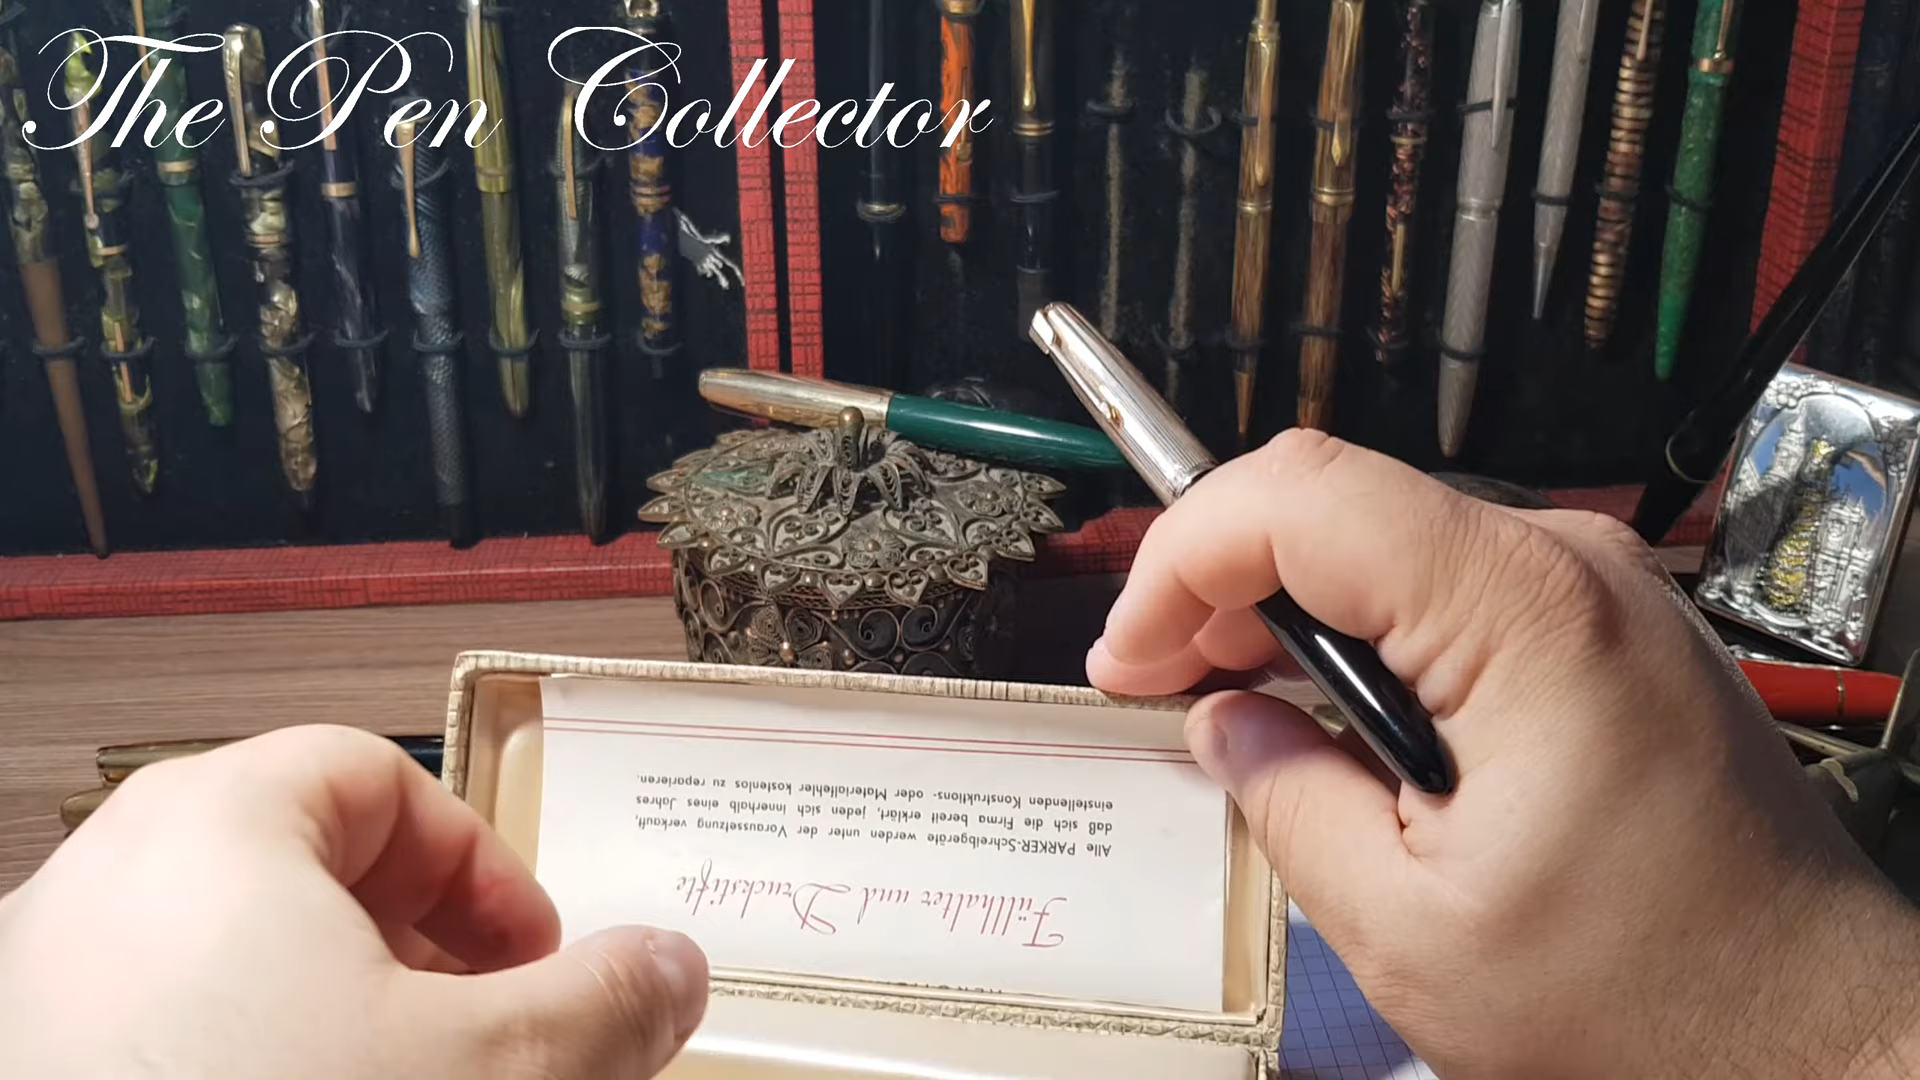 The Pen Collector
Füllhalter und Druckstifte
Alle PARKER-Schreibgeräte werden unter der Voraussetzung verkauft,
daß sich die Firma bereit erklärt, jeden sich innerhalb eines Jahres
einstellenden Konstruktions- oder Materialfehler kostenlos zu reparieren.